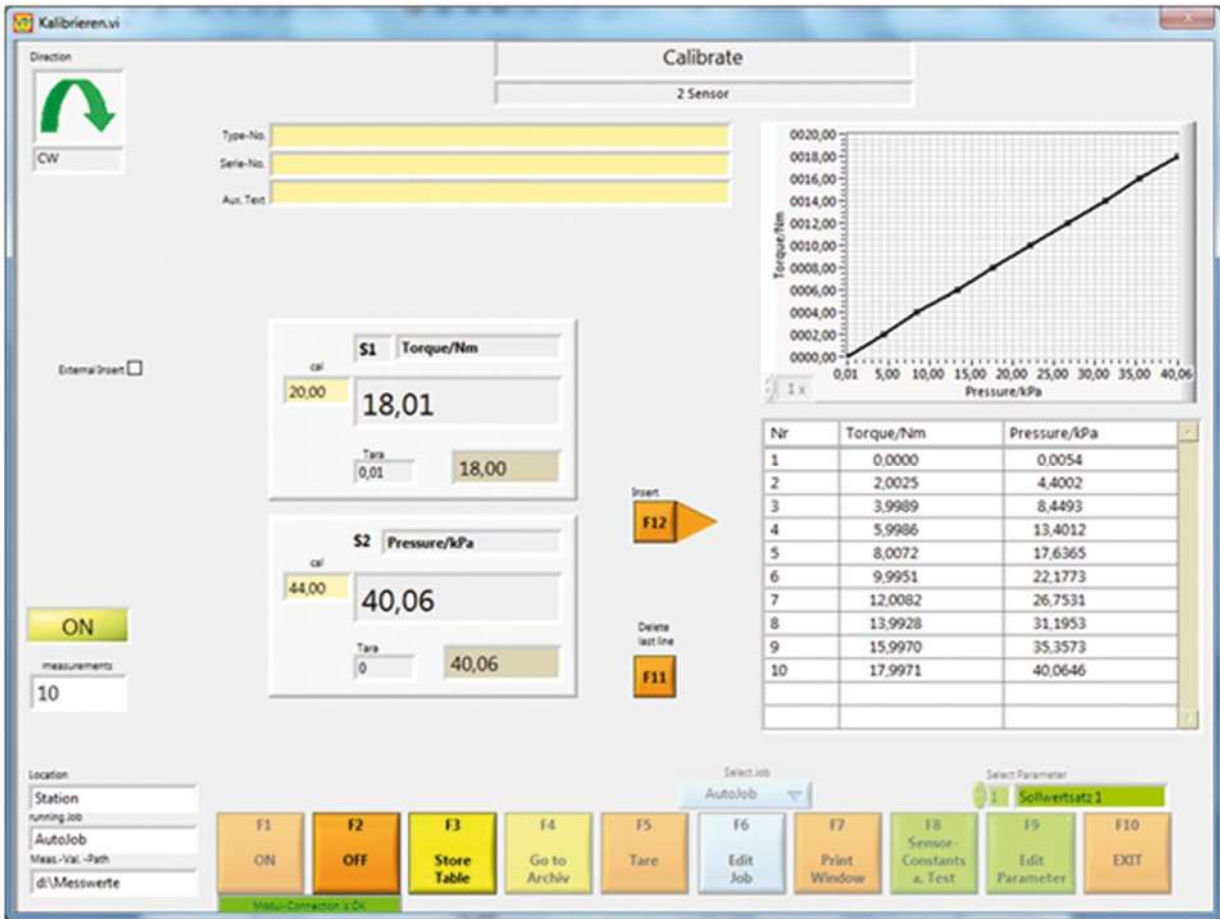 Kalibrieren.vi
Direction
CW
Calibrate
2 Sensor
Type-No.
Serie-No.
Aux. Text
External Insert
S1 Torque/Nm
cal
20,00
18,01
Tara
0,01
18,00
S2 Pressure/kPa
cal
44,00
40,06
Tara
0
40,06
ON
measurements
10
Insert
F12
Delete
last line
F11
Torque/Nm
0020,00
0018,00
0016,00
0014,00
0012,00
0010,00
0008,00
0006,00
0004,00
0002,00
0000,00
0,01 5,00 10,00 15,00 20,00 25,00 30,00 35,00 40,06
Pressure/kPa
1 x
Nr Torque/Nm Pressure/kPa
1 0,0000 0,0054
2 2,0025 4,4002
3 3,9989 8,4493
4 5,9986 13,4012
5 8,0072 17,6365
6 9,9951 22,1773
7 12,0082 26,7531
8 13,9928 31,1953
9 15,9970 35,3573
10 17,9971 40,0646
Location
Station
running Job
AutoJob
Meas.-Val. -Path
d:\Messwerte
Select Job
AutoJob
Select Parameter
1 Sollwertsatz 1
F1
ON
F2
OFF
F3
Store
Table
F4
Go to
Archiv
F5
Tare
F6
Edit
Job
F7
Print
Window
F8
Sensor-
Constants
a. Test
F9
Edit
Parameter
F10
EXIT
Modul-Connection is OK